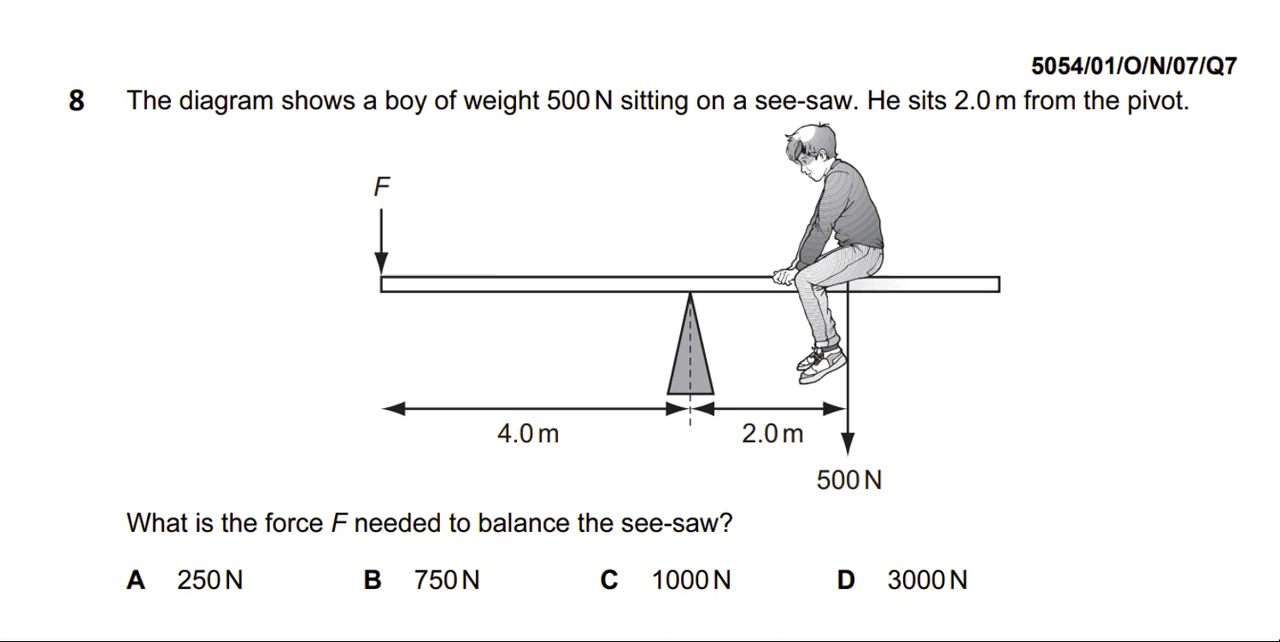 5054/01/O/N/07/Q7
8 The diagram shows a boy of weight 500 N sitting on a see-saw. He sits 2.0 m from the pivot.
F
4.0 m 2.0 m
500 N
What is the force F needed to balance the see-saw?
A 250 N B 750 N C 1000 N D 3000 N